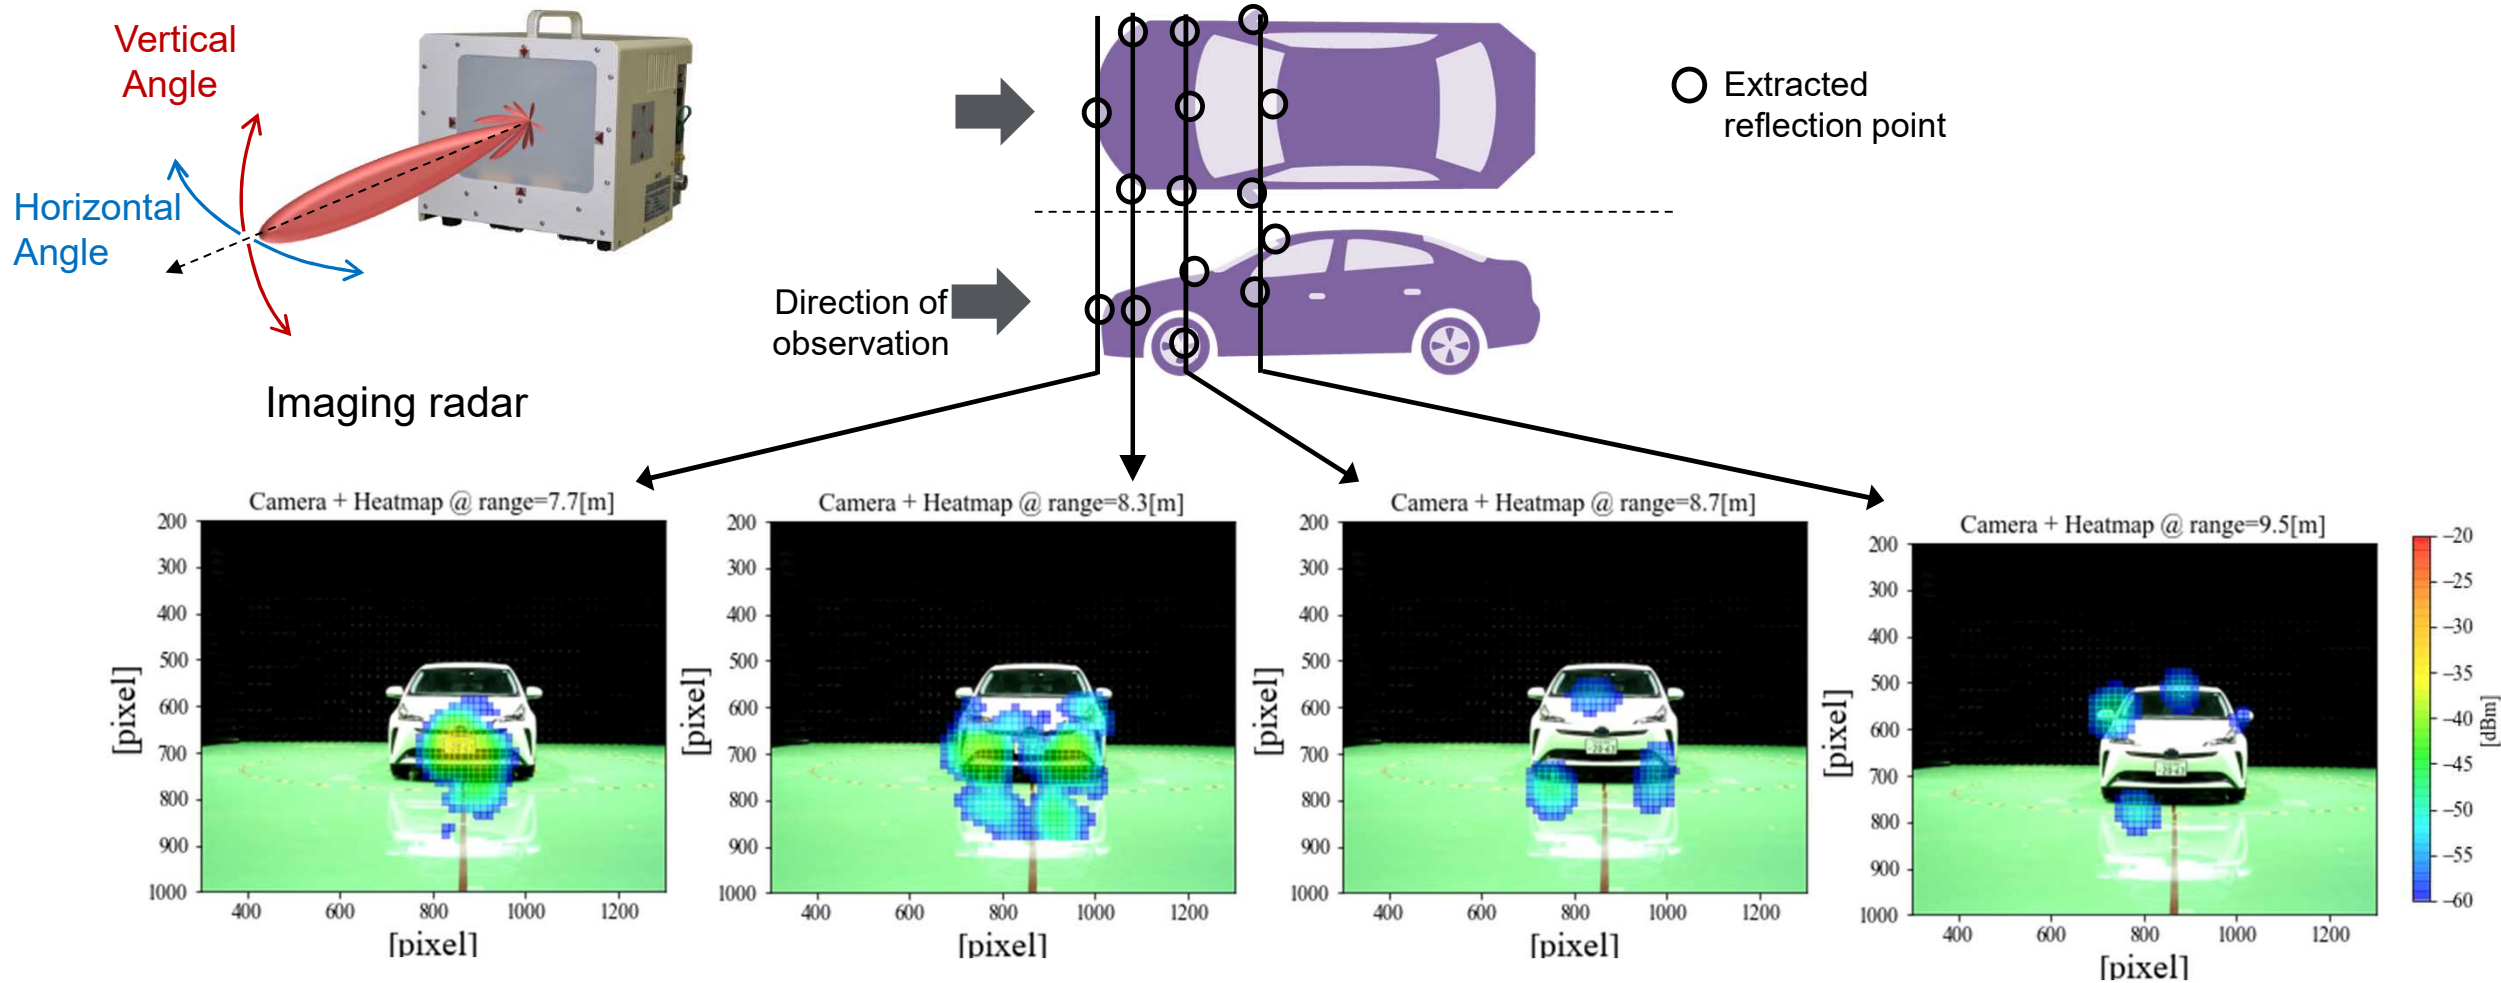 Vertical
Angle
Horizontal
Angle
Imaging radar
Direction of
observation
Extracted
reflection point
Camera + Heatmap @ range=7.7[m]
200
300
400
500
600
700
800
900
1000
[pixel]
400 600 800 1000 1200
[pixel]
Camera + Heatmap @ range=8.3[m]
200
300
400
500
600
700
800
900
1000
[pixel]
400 600 800 1000 1200
[pixel]
Camera + Heatmap @ range=8.7[m]
200
300
400
500
600
700
800
900
1000
[pixel]
400 600 800 1000 1200
[pixel]
Camera + Heatmap @ range=9.5[m]
200
300
400
500
600
700
800
900
1000
[pixel]
400 600 800 1000 1200
[pixel]
−20
−25
−30
−35
−40
−45
−50
−55
−60
[dBm]